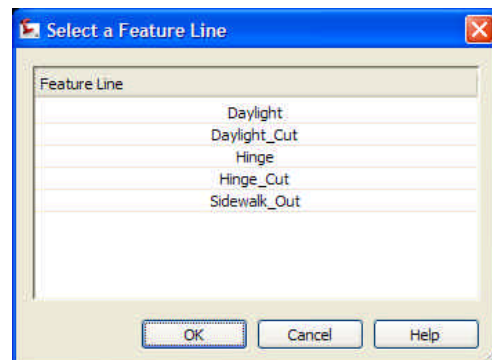 Select a Feature Line
Feature Line
Daylight
Daylight_Cut
Hinge
Hinge_Cut
Sidewalk_Out
OK Cancel Help